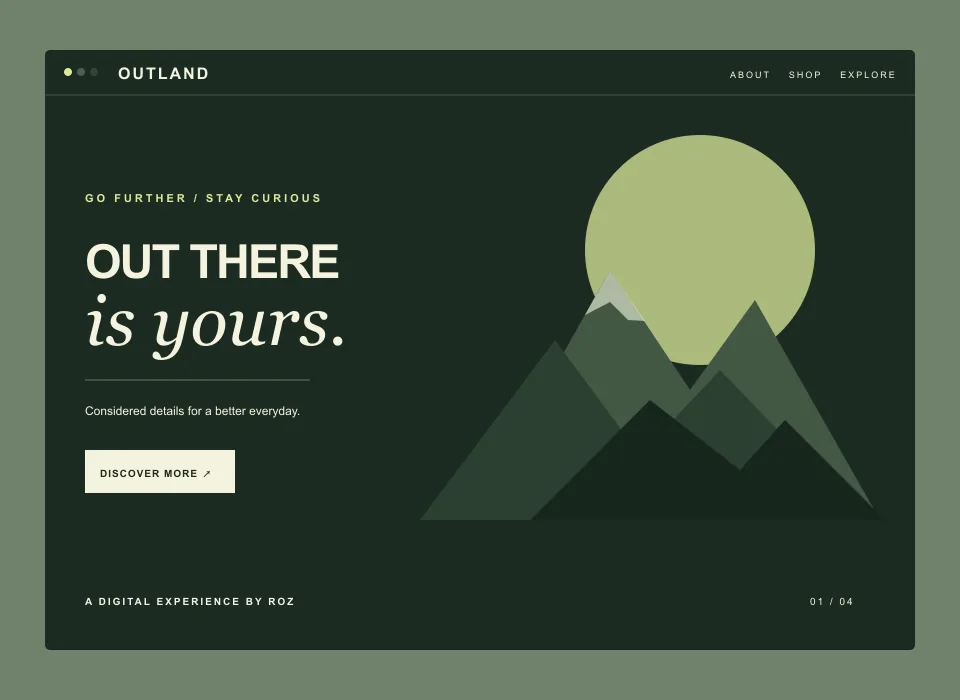 OUTLAND
ABOUT SHOP EXPLORE
GO FURTHER / STAY CURIOUS
OUT THERE
is yours.
Considered details for a better everyday.
DISCOVER MORE ↗
A DIGITAL EXPERIENCE BY ROZ
01 / 04